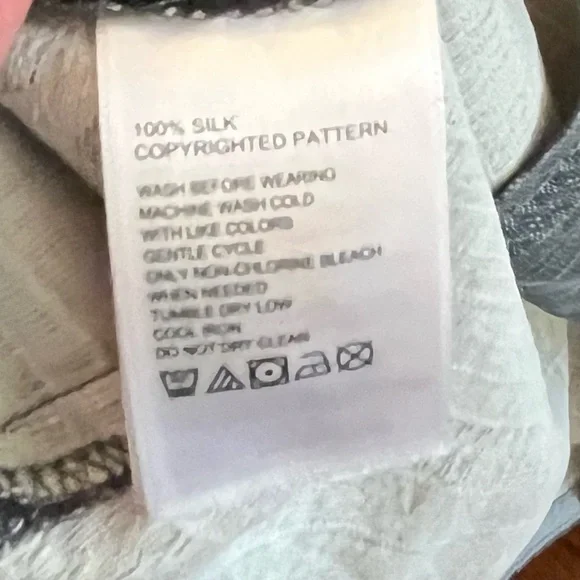 100% SILK
COPYRIGHTED PATTERN
WASH BEFORE WEARING
MACHINE WASH COLD
WITH LIKE COLORS
GENTLE CYCLE
ONLY NON-CHLORINE BLEACH
WHEN NEEDED
TUMBLE DRY LOW
COOL IRON
DO NOT DRY CLEAN